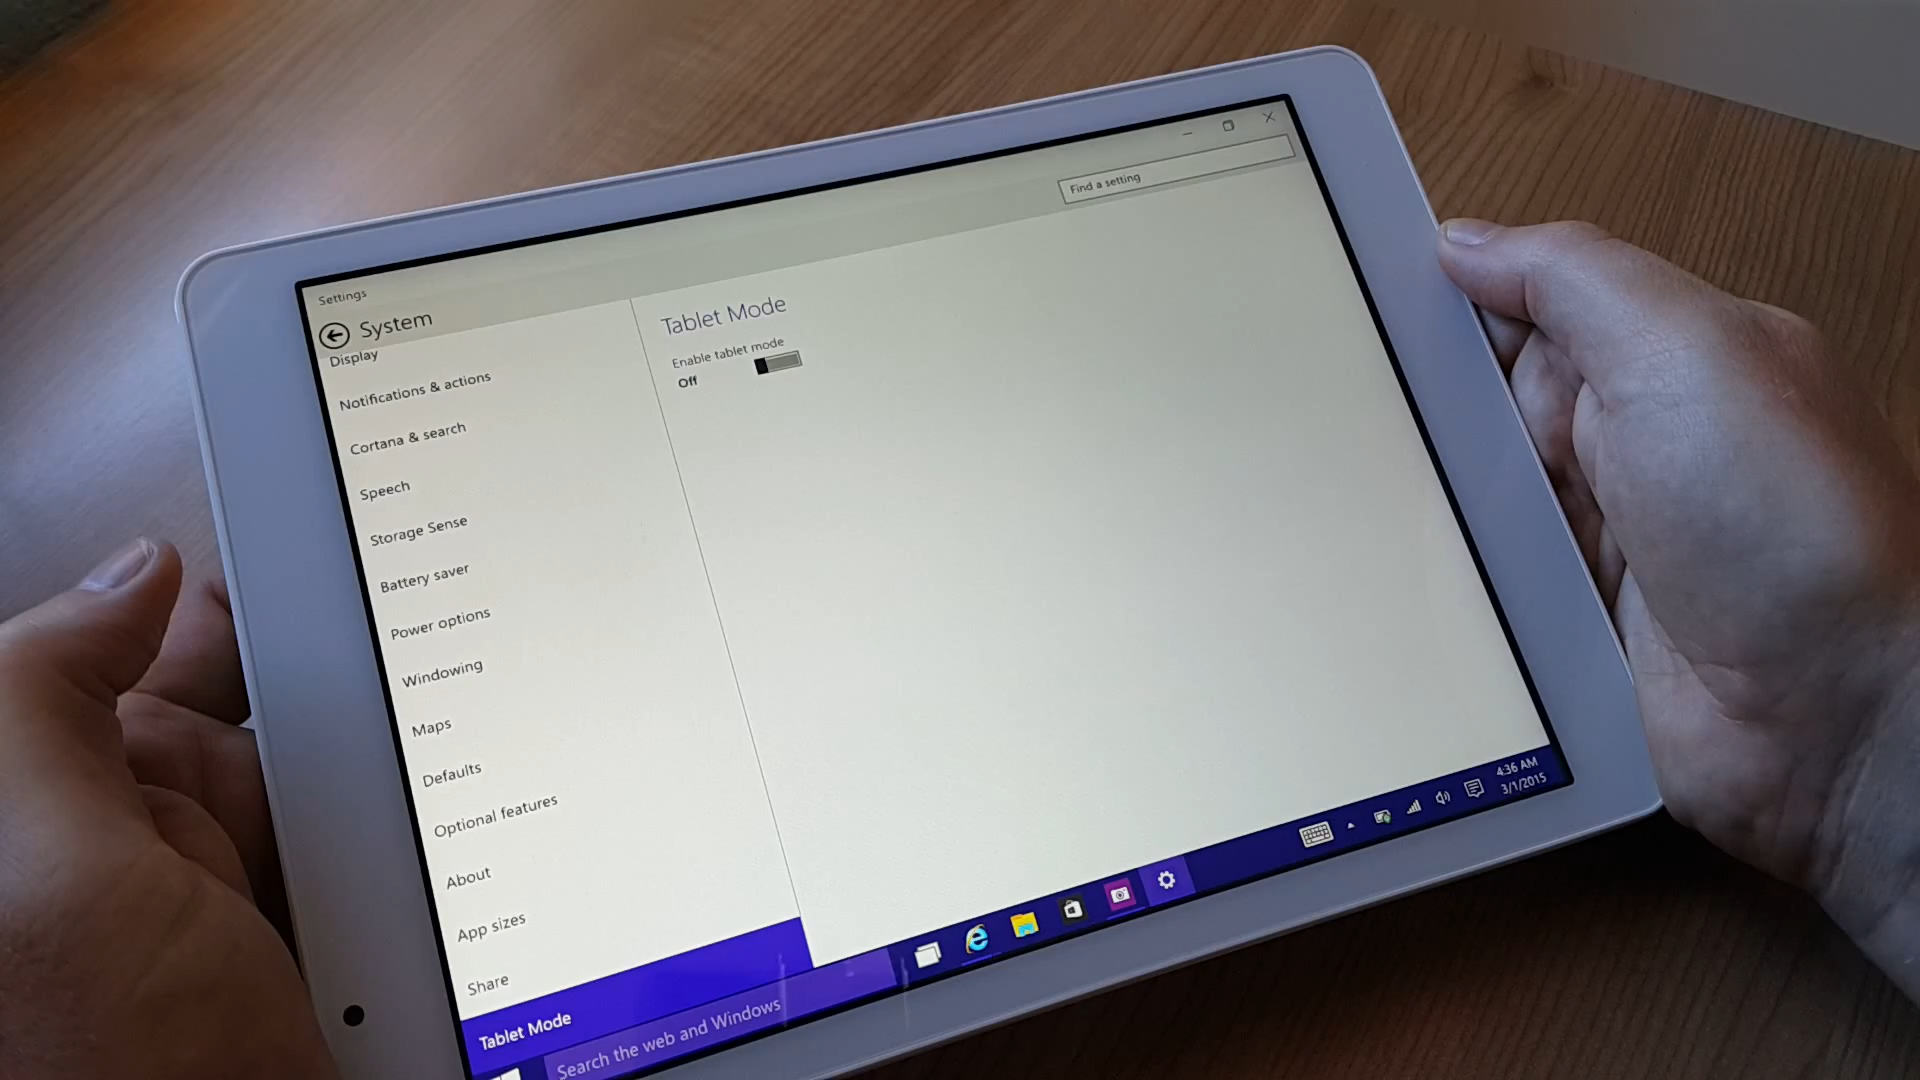 Settings
System
Find a setting
Display
Notifications & actions
Cortana & search
Speech
Storage Sense
Battery saver
Power options
Windowing
Maps
Defaults
Optional features
About
App sizes
Share
Tablet Mode
Tablet Mode
Enable tablet mode
Off
Search the web and Windows
4:36 AM
3/1/2015